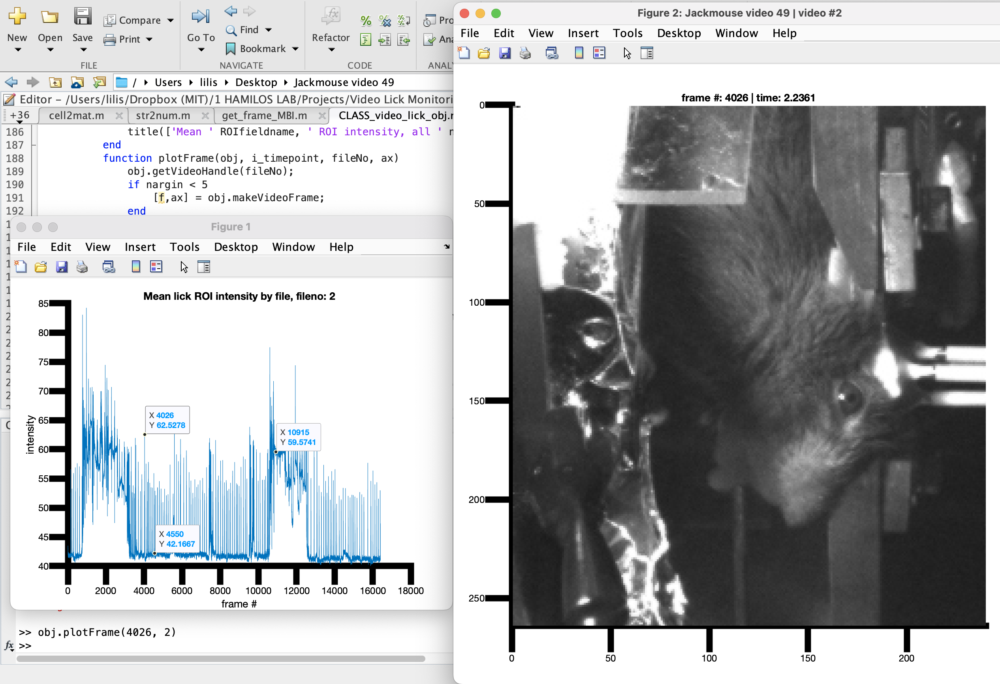 New
Open
Save
Compare
Print
FILE
Go To
Find
Bookmark
NAVIGATE
Refactor
CODE
/ Users lilis Desktop Jackmouse video 49
Editor – /Users/lilis/Dropbox (MIT)/1 HAMILOS LAB/Projects/Video Lick
+36
cell2mat.m
str2num.m
get_frame_MBI.m
186 title(['Mean ' ROIfieldname, ' ROI intensity, all '
187 end
188 function plotFrame(obj, i_timepoint, fileNo, ax)
189 obj.getVideoHandle(fileNo);
190 if nargin < 5
191 [f,ax] = obj.makeVideoFrame;
192 end
Figure 1
File Edit View Insert Tools Desktop Window Help
Mean lick ROI intensity by file, fileno: 2
85
80
75
70
65
60
55
50
45
40
intensity
X 4026
Y 62.5278
X 10915
Y 59.5741
X 4550
Y 42.1667
0 2000 4000 6000 8000 10000 12000 14000 16000 18000
frame #
>> obj.plotFrame(4026, 2)
fx >>
Figure 2: Jackmouse video 49 | video #2
File Edit View Insert Tools Desktop Window Help
frame #: 4026 | time: 2.2361
0
50
100
150
200
250
0 50 100 150 200